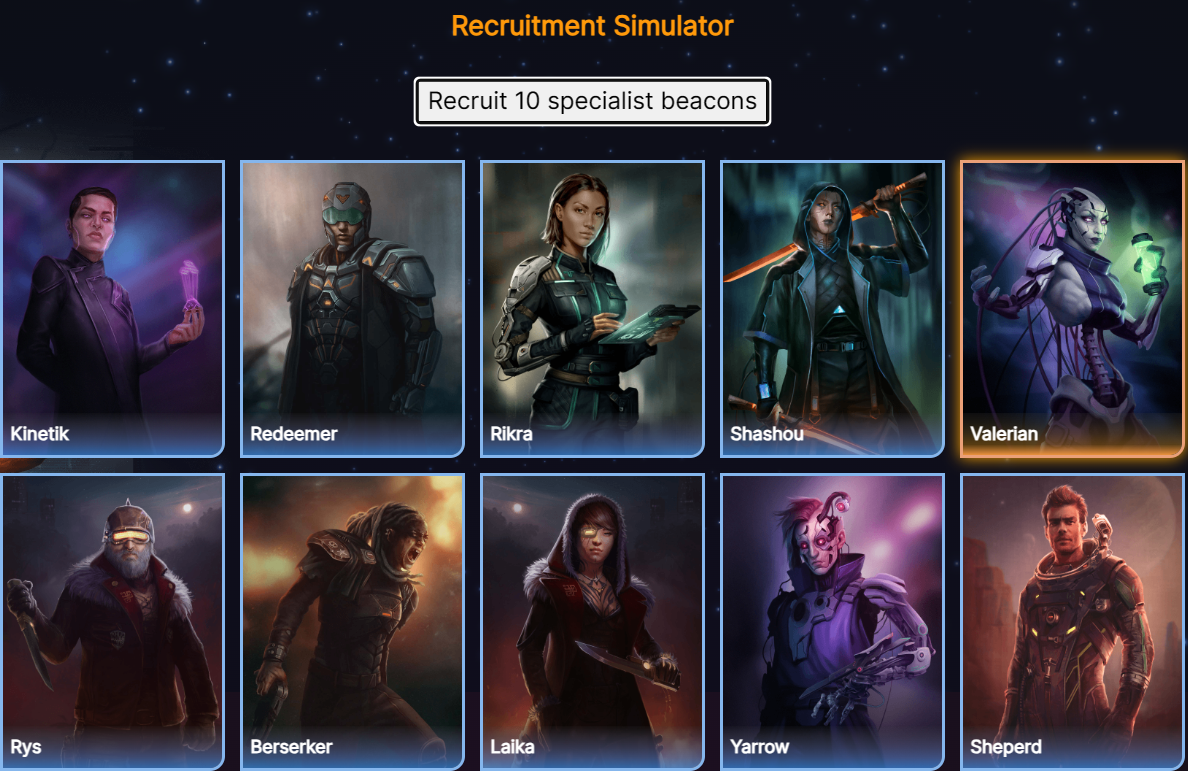 Recruitment Simulator
Recruit 10 specialist beacons
Kinetik
Redeemer
Rikra
Shashou
Valerian
Rys
Berserker
Laika
Yarrow
Sheperd